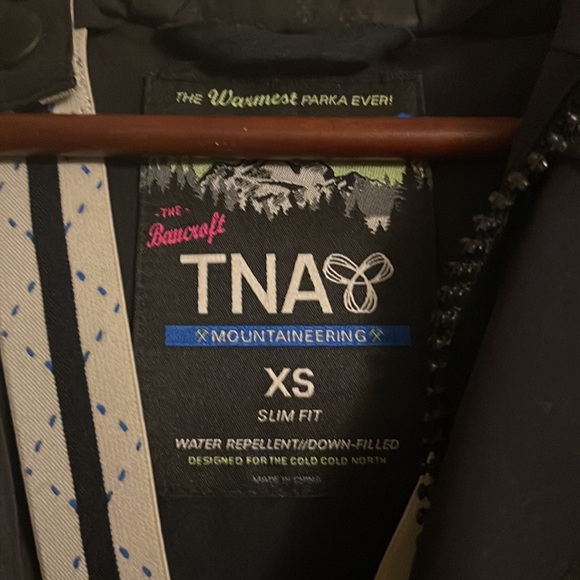 THE Warmest PARKA EVER!
-THE-
Bancroft
TNA
MOUNTAINEERING
XS
SLIM FIT
WATER REPELLENT//DOWN-FILLED
DESIGNED FOR THE COLD COLD NORTH
MADE IN CHINA